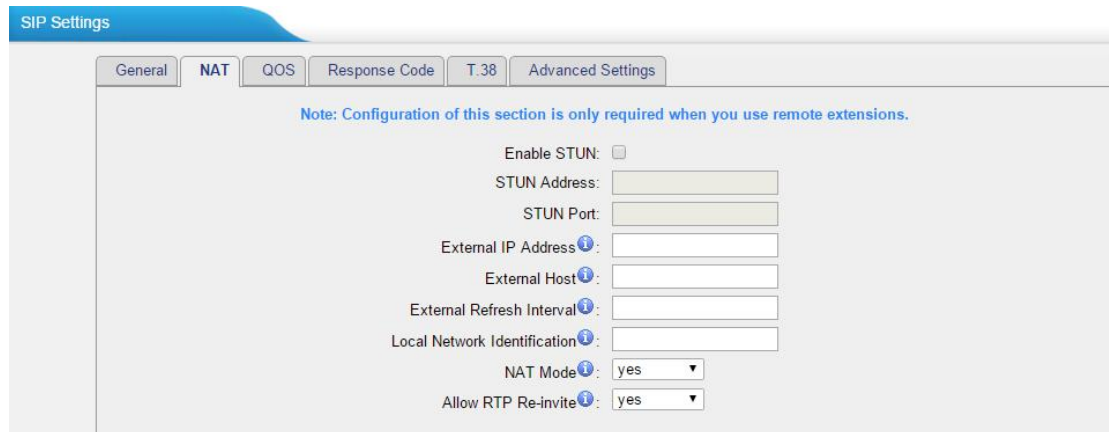 SIP Settings
General NAT QOS Response Code T.38 Advanced Settings
Note: Configuration of this section is only required when you use remote extensions.
Enable STUN:
STUN Address:
STUN Port:
External IP Address i :
External Host i :
External Refresh Interval i :
Local Network Identification i :
NAT Mode i : yes
Allow RTP Re-invite i : yes